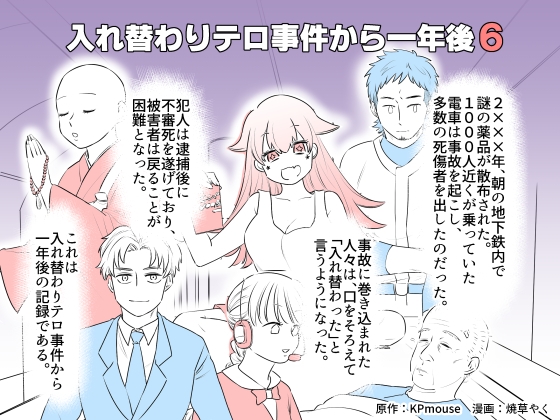 入れ替わりテロ事件から一年後6
2×××年、朝の地下鉄内で
謎の薬品が散布された。
1000人近くが乗っていた
電車は事故を起こし、
多数の死傷者を出したのだった。
犯人は逮捕後に
不審死を遂げており、
被害者は戻ることが
困難となった。
事故に巻き込まれた
人々は、口をそろえて
「入れ替わった」と
言うようになった。
これは
入れ替わりテロ事件から
一年後の記録である。
原作：KPmouse 漫画：焼草やく